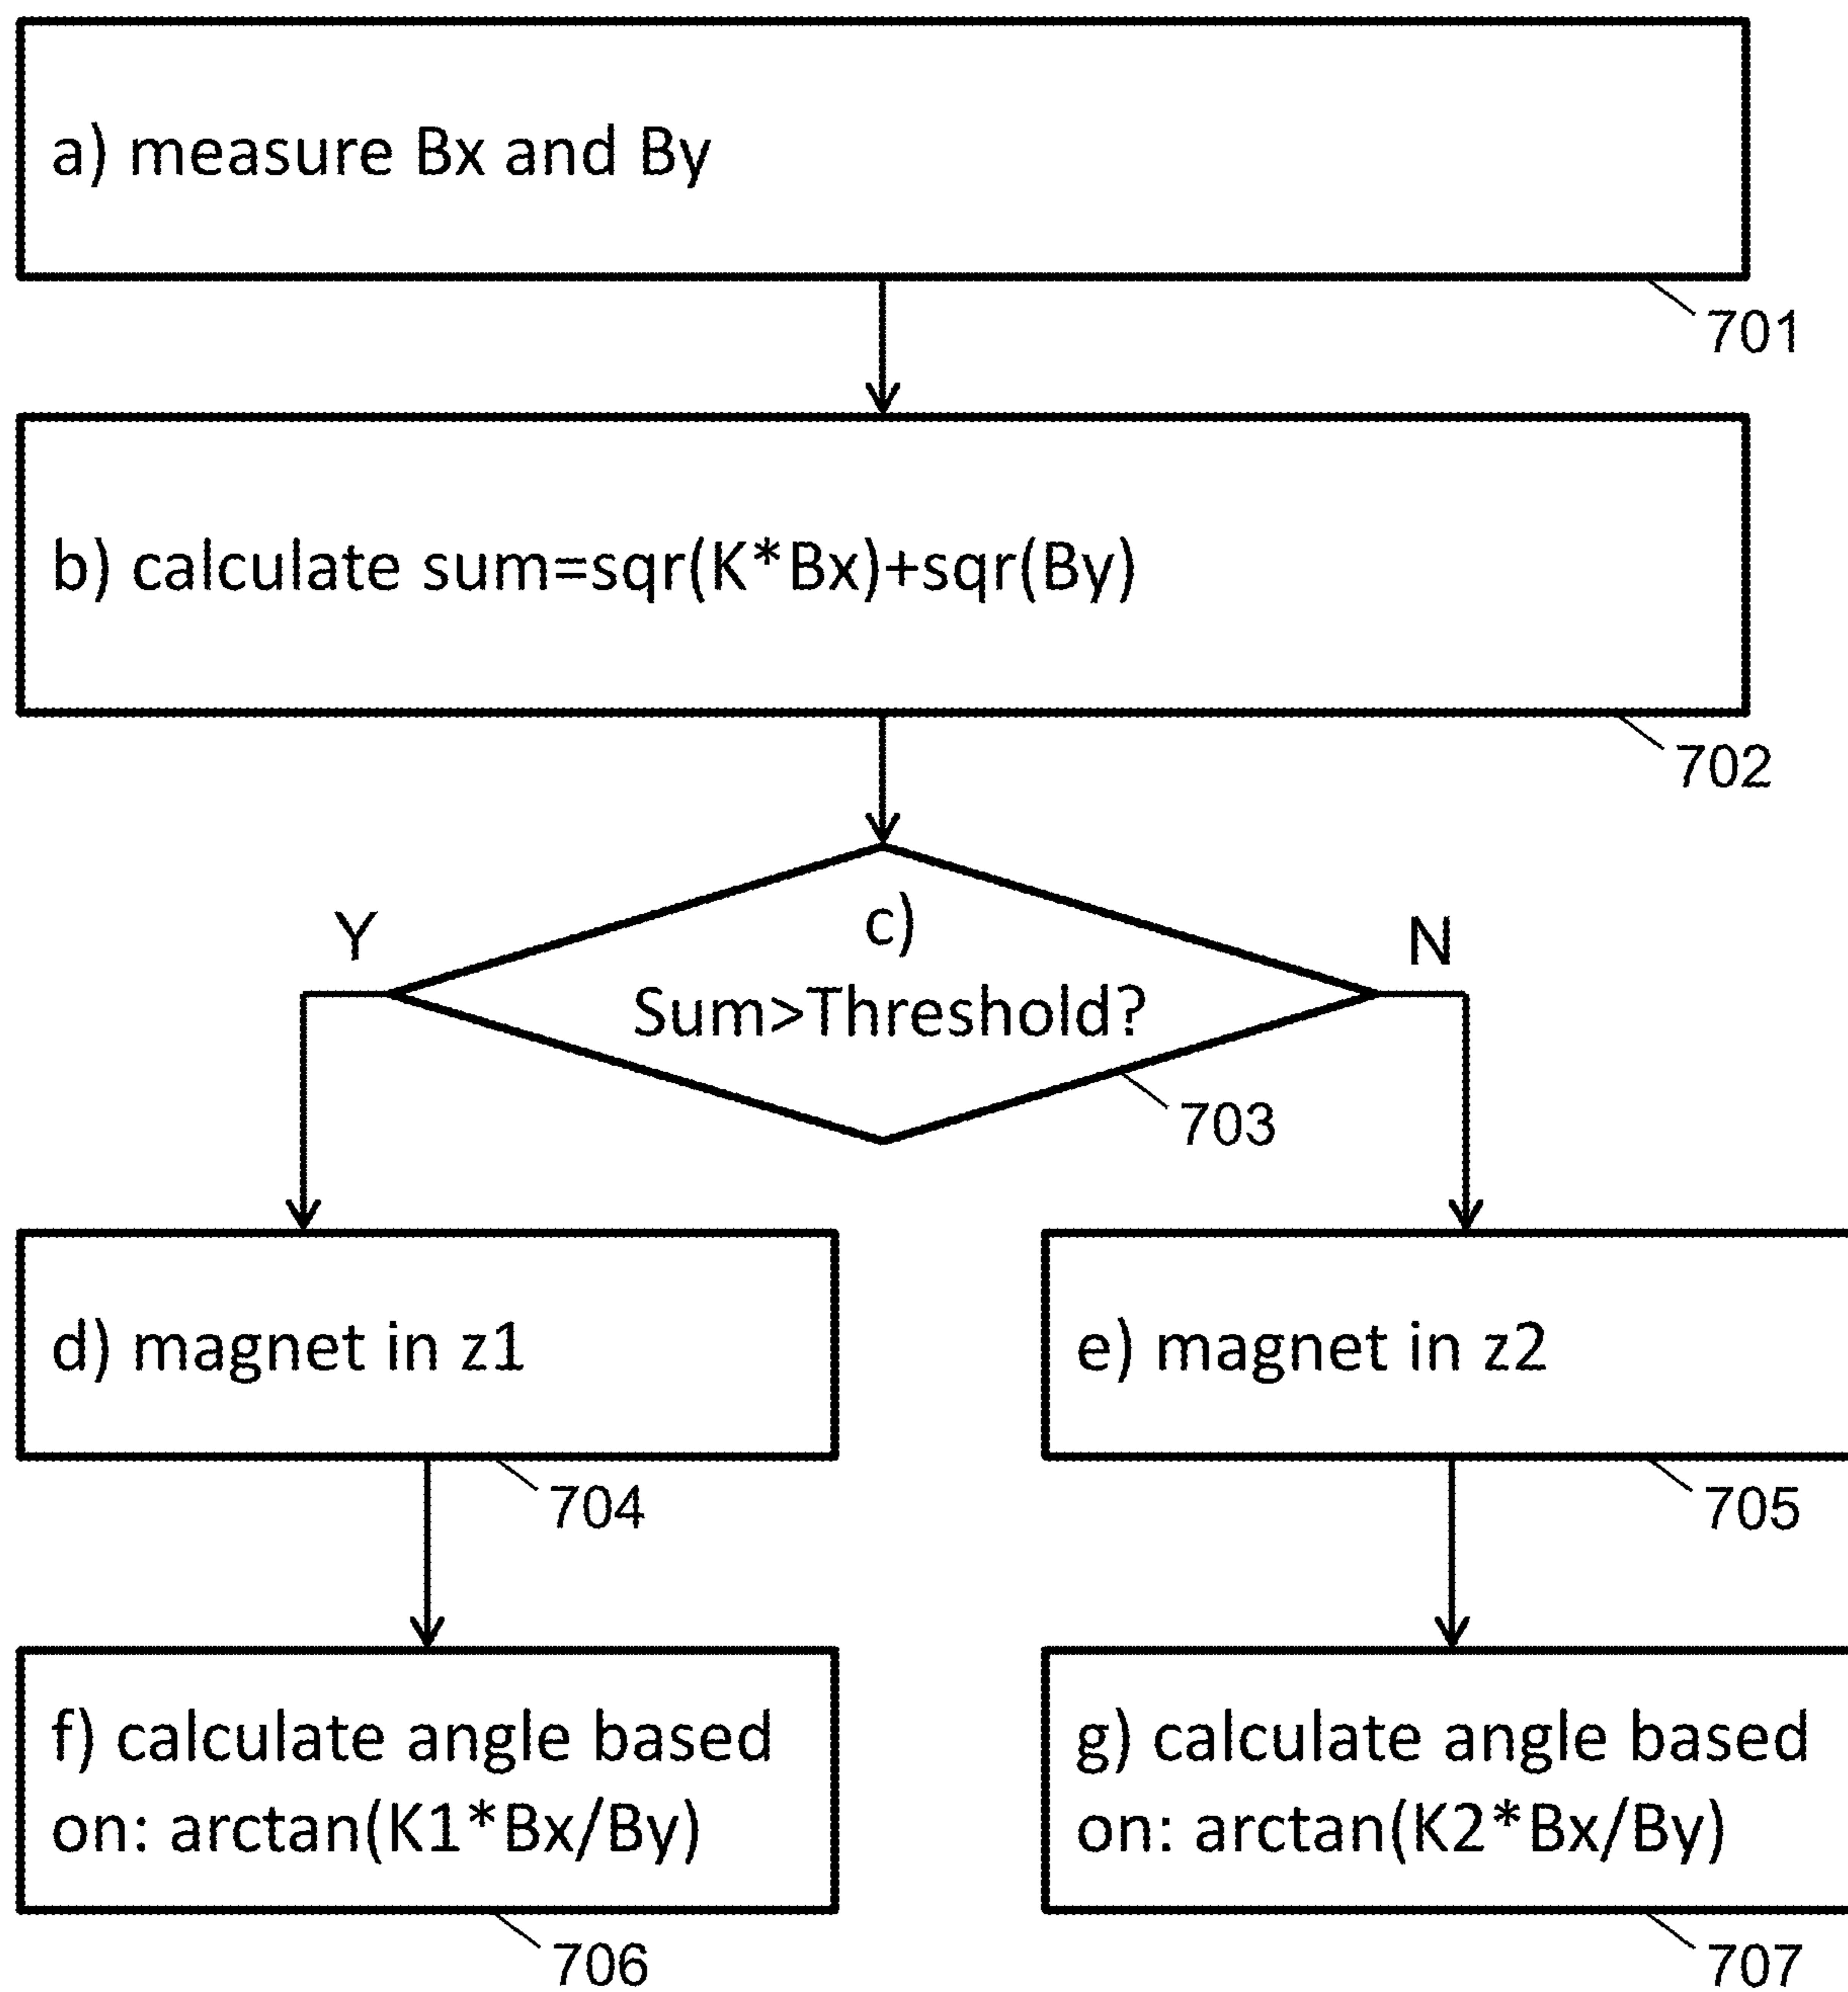 a) measure Bx and By
701
b) calculate sum=sqr(K*Bx)+sqr(By)
702
c)
Y
N
Sum>Threshold?
703
d) magnet in z1
e) magnet in z2
704
705
f) calculate angle based
on: arctan(K1*Bx/By)
g) calculate angle based
on: arctan(K2*Bx/By)
706
707